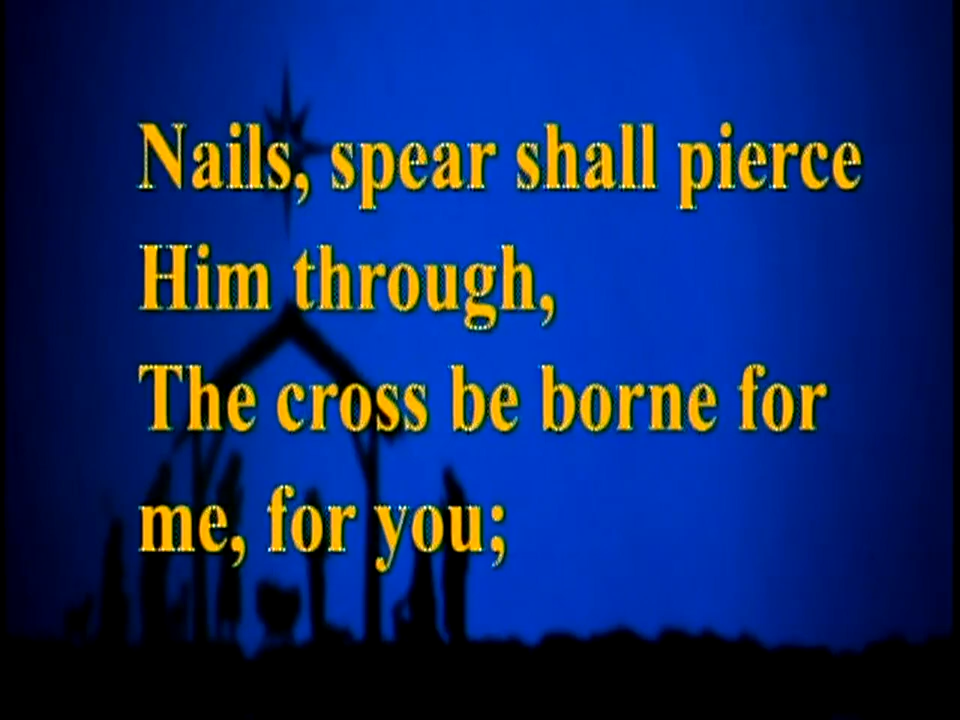 Nails, spear shall pierce
Him through,
The cross be borne for
me, for you;